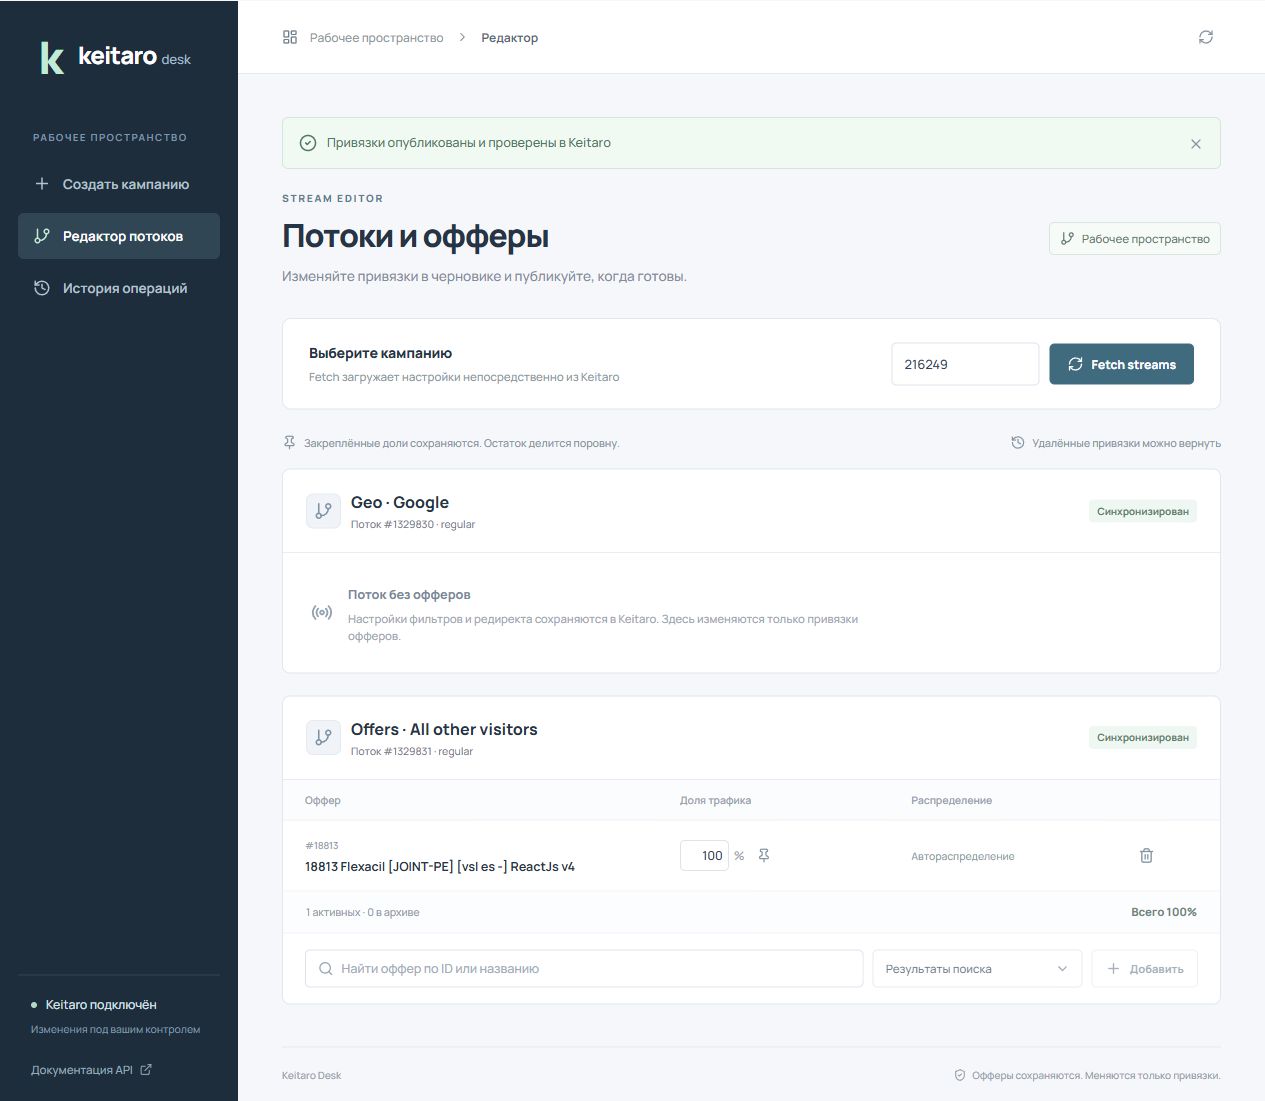 keitaro desk
РАБОЧЕЕ ПРОСТРАНСТВО
Создать кампанию
Редактор потоков
История операций
Keitaro подключён
Изменения под вашим контролем
Документация API
Рабочее пространство > Редактор
Привязки опубликованы и проверены в Keitaro
STREAM EDITOR
Потоки и офферы
Рабочее пространство
Изменяйте привязки в черновике и публикуйте, когда готовы.
Выберите кампанию
Fetch загружает настройки непосредственно из Keitaro
216249
Fetch streams
Закреплённые доли сохраняются. Остаток делится поровну.
Удалённые привязки можно вернуть
Geo · Google
Поток #1329830 · regular
Синхронизирован
Поток без офферов
Настройки фильтров и редиректа сохраняются в Keitaro. Здесь изменяются только привязки
офферов.
Offers · All other visitors
Поток #1329831 · regular
Синхронизирован
Оффер Доля трафика Распределение
#18813
18813 Flexacil [JOINT-PE] [vsl es -] ReactJs v4
100 %
Автораспределение
1 активных · 0 в архиве
Всего 100%
Найти оффер по ID или названию
Результаты поиска
Добавить
Keitaro Desk
Офферы сохраняются. Меняются только привязки.